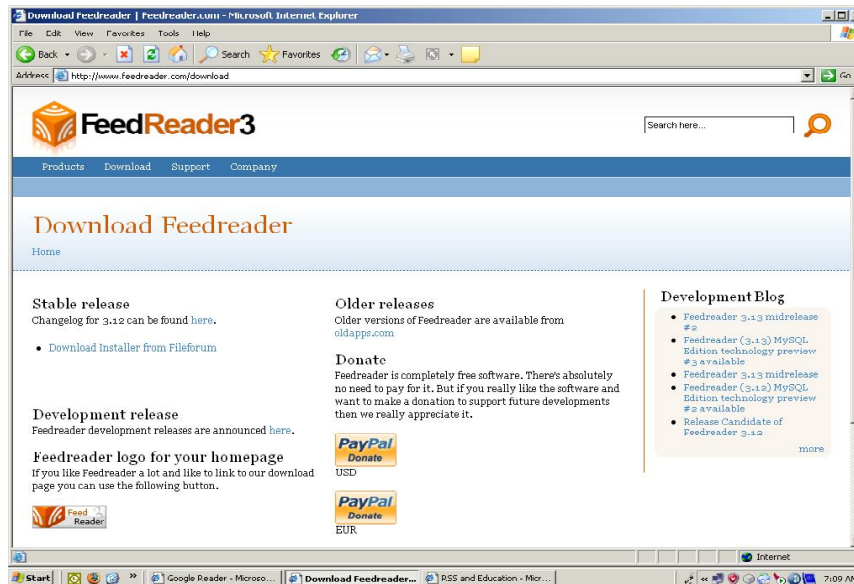 Download Feedreader | Feedreader.com - Microsoft Internet Explorer
File Edit View Favorites Tools Help
Back Search Favorites
Address http://www.feedreader.com/download Go
FeedReader3
Search here...
Products Download Support Company
Download Feedreader
Home
Stable release
Changelog for 3.12 can be found here.
Download Installer from Fileforum
Development release
Feedreader development releases are announced here.
Feedreader logo for your homepage
If you like Feedreader a lot and like to link to our download
page you can use the following button.
Feed 3
Reader
Older releases
Older versions of Feedreader are available from
oldapps.com
Donate
Feedreader is completely free software. There's absolutely
no need to pay for it. But if you really like the software and
want to make a donation to support future developments
then we really appreciate it.
PayPal
Donate
USD
PayPal
Donate
EUR
Development Blog
Feedreader 3.13 midrelease
#2
Feedreader (3.13) MySQL
Edition technology preview
#3 available
Feedreader 3.13 midrelease
Feedreader (3.12) MySQL
Edition technology preview
#2 available
Release Candidate of
Feedreader 3.12
more
Internet
Start Google Reader - Microso... Download Feedreader... RSS and Education - Micr... 7:09 AM